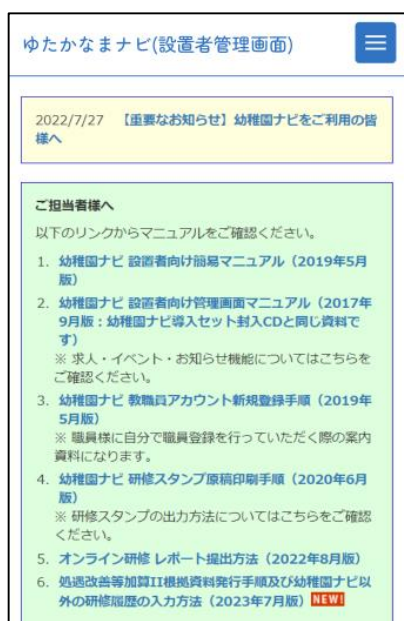 ゆたかなまナビ(設置者管理画面)
2022/7/27 【重要なお知らせ】幼稚園ナビをご利用の皆
様へ
ご担当者様へ
以下のリンクからマニュアルをご確認ください。
1. 幼稚園ナビ 設置者向け簡易マニュアル（2019年5月
版）
2. 幼稚園ナビ 設置者向け管理画面マニュアル（2017年
9月版：幼稚園ナビ導入セット封入CDと同じ資料で
す）
※ 求人・イベント・お知らせ機能についてはこちらを
ご確認ください。
3. 幼稚園ナビ 教職員アカウント新規登録手順（2019年
5月版）
※ 職員様に自分で職員登録を行っていただく際の案内
資料になります。
4. 幼稚園ナビ 研修スタンプ原稿印刷手順（2020年6月
版）
※ 研修スタンプの出力方法についてはこちらをご確認
ください。
5. オンライン研修 レポート提出方法（2022年8月版）
6. 処遇改善等加算II根拠資料発行手順及び幼稚園ナビ以
外の研修履歴の入力方法（2023年7月版） NEW!